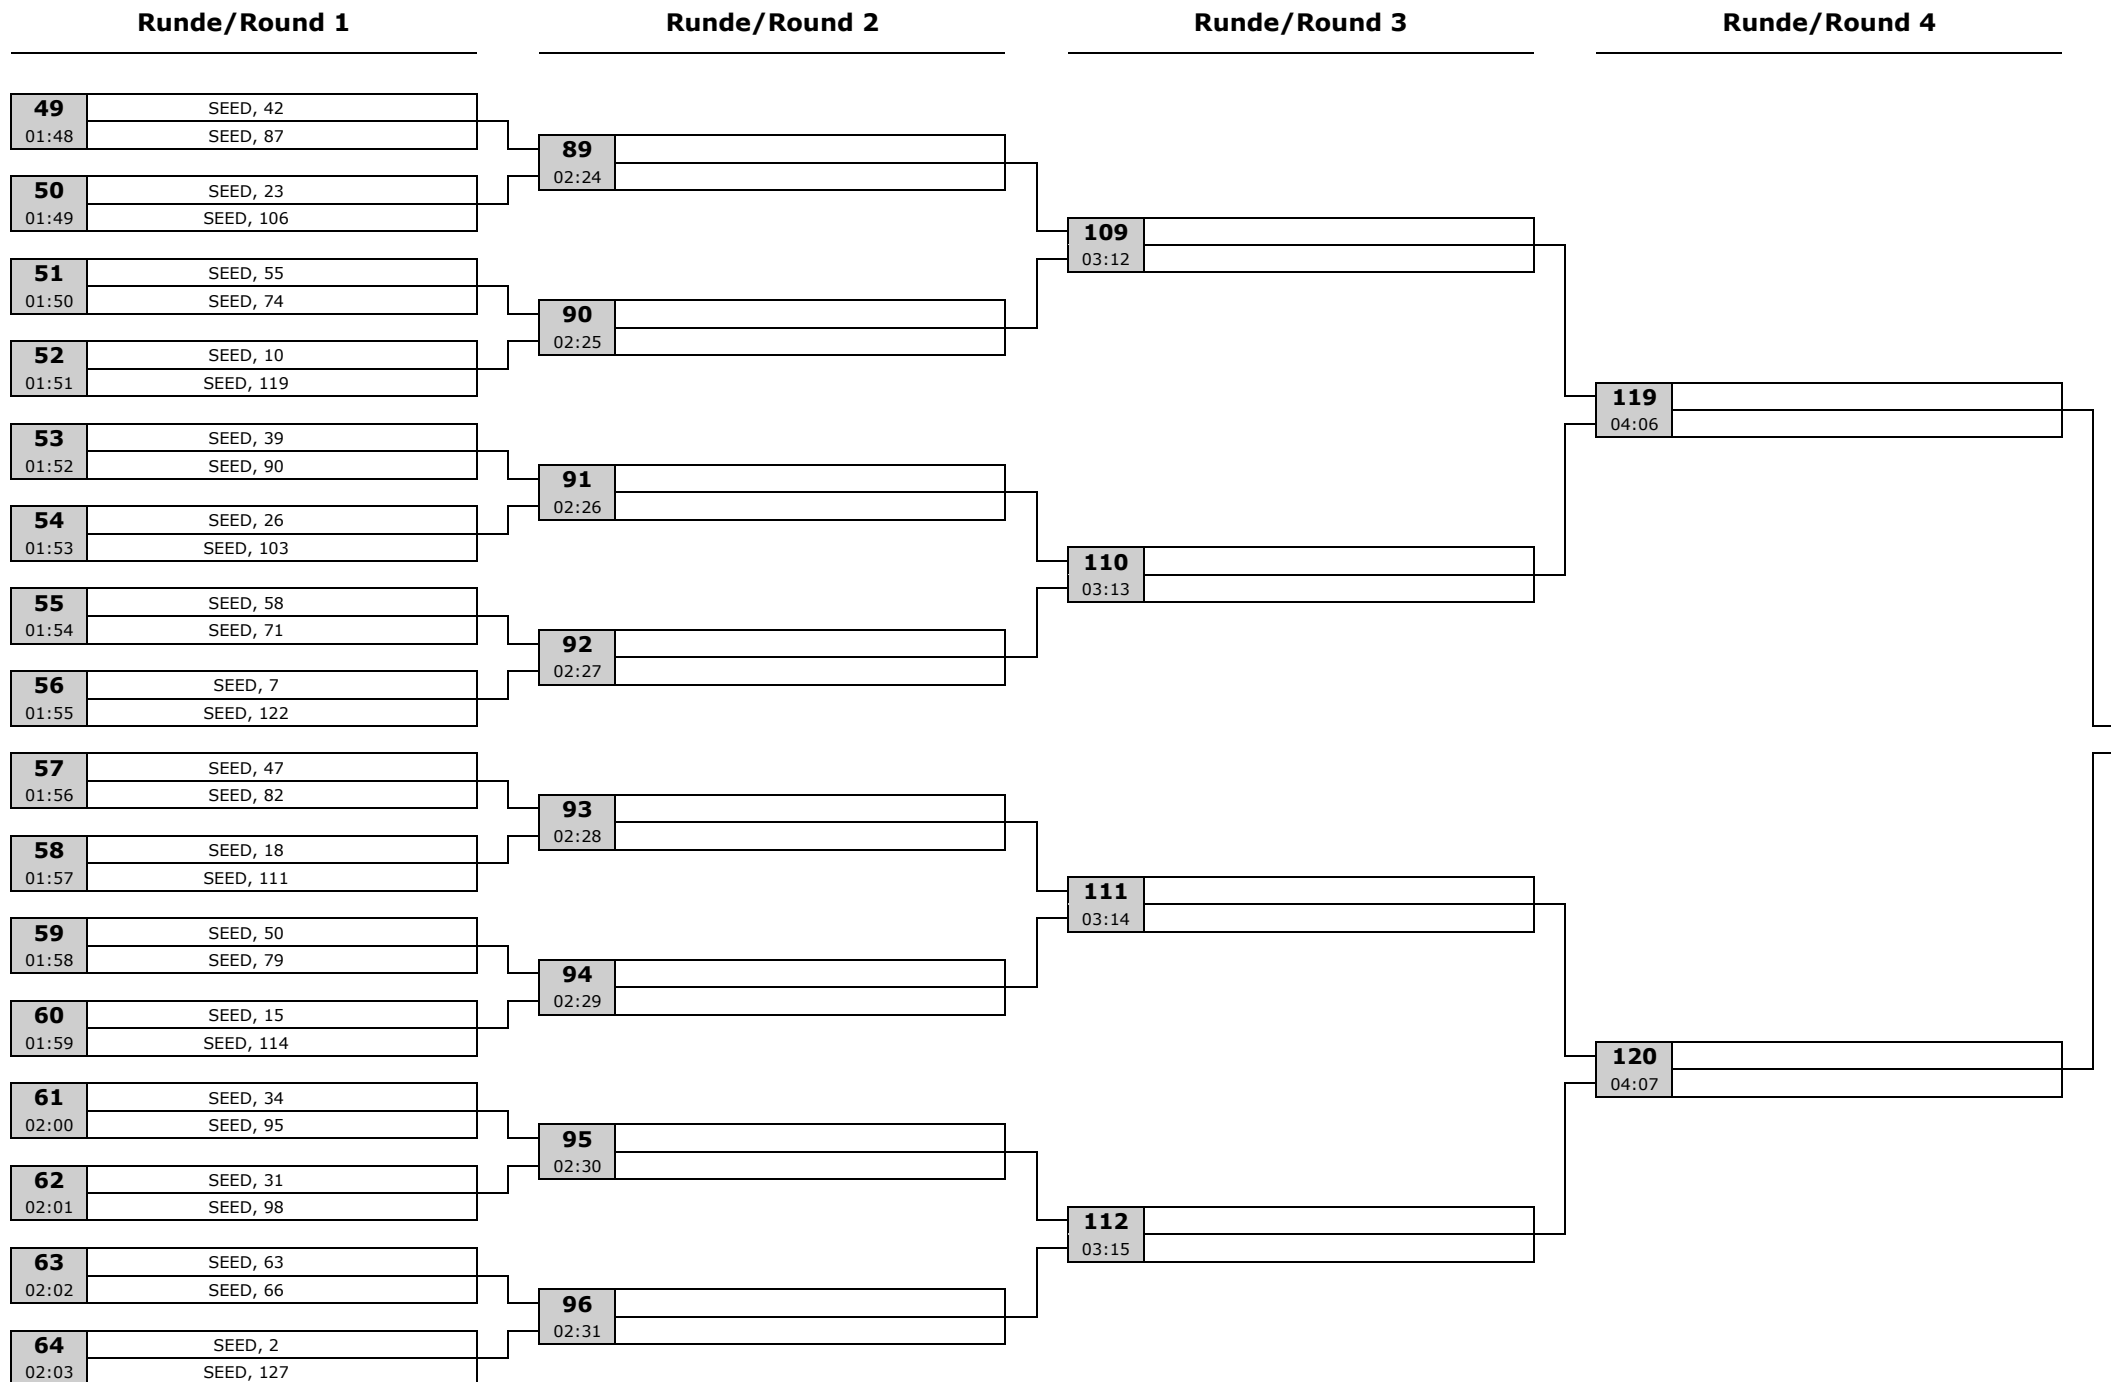 Runde/Round 1
Runde/Round 2
Runde/Round 3
Runde/Round 4
49
SEED, 42
01:48
SEED, 87
50
SEED, 23
01:49
SEED, 106
51
SEED, 55
01:50
SEED, 74
52
SEED, 10
01:51
SEED, 119
53
SEED, 39
01:52
SEED, 90
54
SEED, 26
01:53
SEED, 103
55
SEED, 58
01:54
SEED, 71
56
SEED, 7
01:55
SEED, 122
57
SEED, 47
01:56
SEED, 82
58
SEED, 18
01:57
SEED, 111
59
SEED, 50
01:58
SEED, 79
60
SEED, 15
01:59
SEED, 114
61
SEED, 34
02:00
SEED, 95
62
SEED, 31
02:01
SEED, 98
63
SEED, 63
02:02
SEED, 66
64
SEED, 2
02:03
SEED, 127
89
02:24
90
02:25
91
02:26
92
02:27
93
02:28
94
02:29
95
02:30
96
02:31
109
03:12
110
03:13
111
03:14
112
03:15
119
04:06
120
04:07